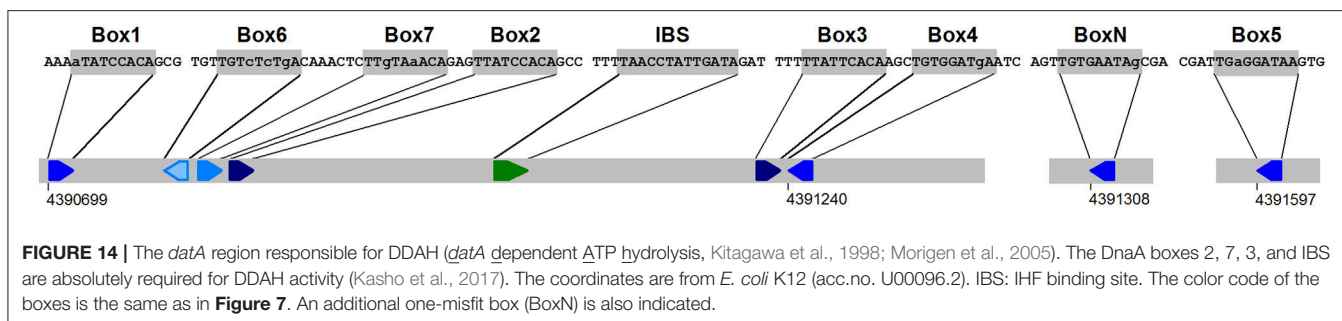 Box1 Box6 Box7 Box2 IBS Box3 Box4 BoxN Box5
AAAaTATCCACAGCG TGTTGTcTcTgACAAACTCTTgTAaACAGAGTTATCCACAGCC TTTTAACCTATTGATAGAT TTTTTATTCACAAGCTGTGGATgAATC AGTTGTGAATAgCGA CGATTGaGGATAAGTG
4390699 4391240 4391308 4391597
FIGURE 14 | The datA region responsible for DDAH (datA dependent ATP hydrolysis, Kitagawa et al., 1998; Morigen et al., 2005). The DnaA boxes 2, 7, 3, and IBS
are absolutely required for DDAH activity (Kasho et al., 2017). The coordinates are from E. coli K12 (acc.no. U00096.2). IBS: IHF binding site. The color code of the
boxes is the same as in Figure 7. An additional one-misfit box (BoxN) is also indicated.